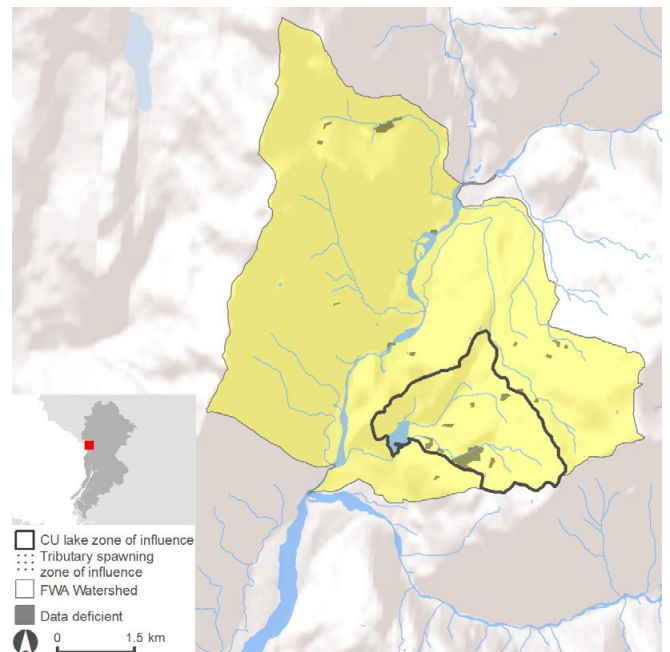 CU lake zone of influence
Tributary spawning
zone of influence
FWA Watershed
Data deficient
0 1.5 km